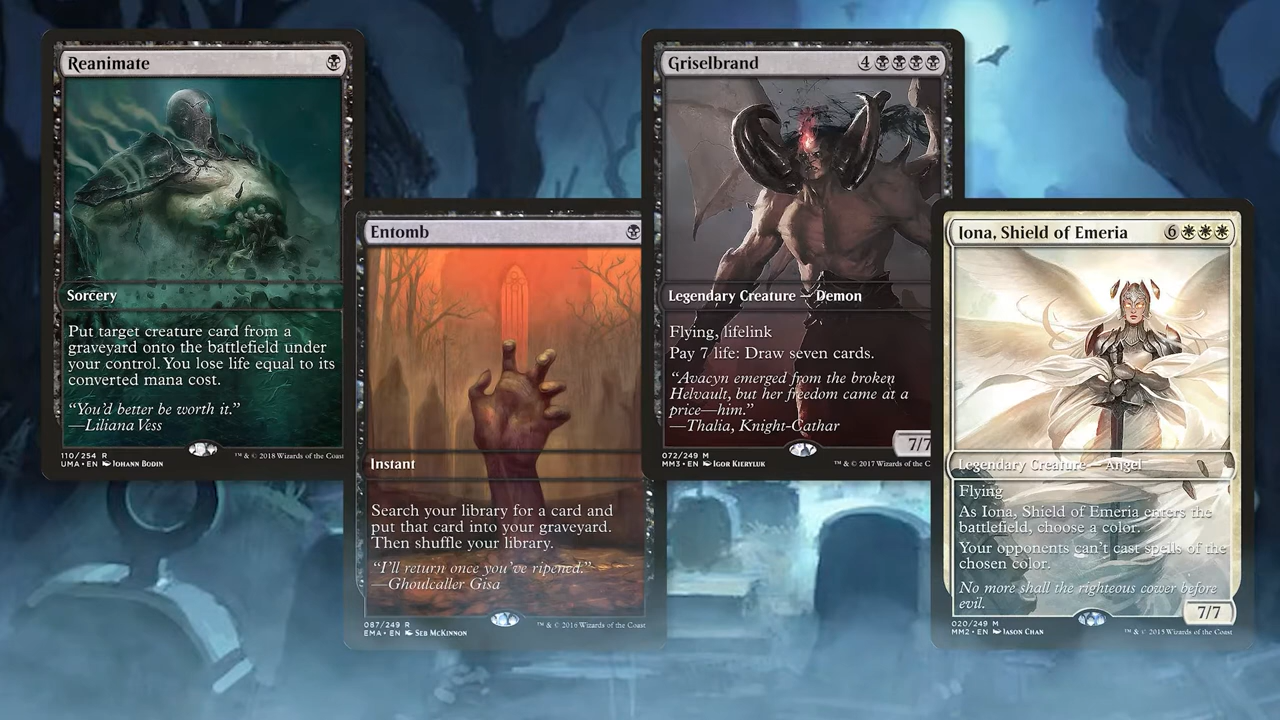 Reanimate
Sorcery
Put target creature card from a
graveyard onto the battlefield under
your control. You lose life equal to its
converted mana cost.
“You’d better be worth it.”
—Liliana Vess
110/254 R
UMA • EN Johann Bodin
™ & © 2018 Wizards of the Coast
Entomb
Instant
Search your library for a card and
put that card into your graveyard.
Then shuffle your library.
“I’ll return once you’ve ripened.”
—Ghoulcaller Gisa
087/249 R
EMA • EN Seb McKinnon
™ & © 2016 Wizards of the Coast
Griselbrand 4
Legendary Creature — Demon
Flying, lifelink
Pay 7 life: Draw seven cards.
“Avacyn emerged from the broken
Helvault, but her freedom came at a
price—him.”
—Thalia, Knight-Cathar
7/7
072/249 M
MM3 • EN Igor Kieryluk
™ & © 2017 Wizards of the C
Iona, Shield of Emeria 6
Legendary Creature — Angel
Flying
As Iona, Shield of Emeria enters the
battlefield, choose a color.
Your opponents can’t cast spells of the
chosen color.
No more shall the righteous cower before
evil.
7/7
020/249 M
MM2 • EN Jason Chan
™ & © 2015 Wizards of the Coast